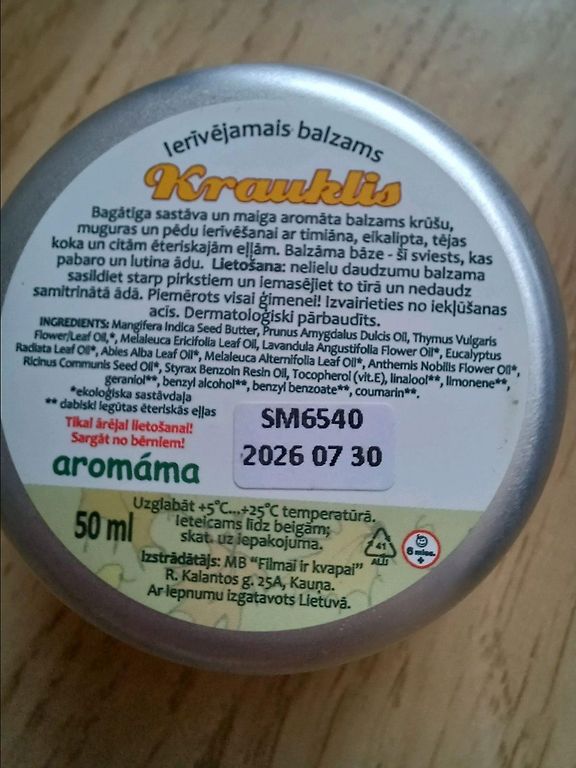 Ierīvējamais balzams
Krauklis
Bagātīga sastāva un maiga aromāta balzams krūšu,
muguras un pēdu ierīvēšanai ar timiāna, eikalipta, tējas
koka un citām ēteriskajām eļļām. Balzāma bāze - šī sviests, kas
pabaro un lutina ādu. Lietošana: nelielu daudzumu balzama
sasildiet starp pirkstiem un iemasējiet to tīrā un nedaudz
samitrinātā ādā. Piemērots visai ģimenei! Izvairieties no iekļūšanas
acīs. Dermatoloģiski pārbaudīts.
INGREDIENTS: Mangifera Indica Seed Butter, Prunus Amygdalus Dulcis Oil, Thymus Vulgaris
Flower/Leaf Oil,*, Melaleuca Ericifolia Leaf Oil, Lavandula Angustifolia Flower Oil*, Eucalyptus
Radiata Leaf Oil*, Abies Alba Leaf Oil*, Melaleuca Alternifolia Leaf Oil*, Anthemis Nobilis Flower Oil*,
Ricinus Communis Seed Oil*, Styrax Benzoin Resin Oil, Tocopherol (vit.E), linalool**, limonene**,
geraniol**, benzyl alcohol**, benzyl benzoate**, coumarin**.
*ekoloģiska sastāvdaļa
** dabiski iegūtas ēteriskās eļļas
Tikai ārējai lietošanai!
Sargāt no bērniem!
SM6540
2026 07 30
aromáma
50 ml
Uzglabāt +5°C...+25°C temperatūrā.
Ieteicams līdz beigām;
skat. uz iepakojuma.
41
ALU
6 mies.
+
Izstrādātājs: MB "Filmai ir kvapai"
R. Kalantos g. 25A, Kauņa.
Ar lepnumu izgatavots Lietuvā.